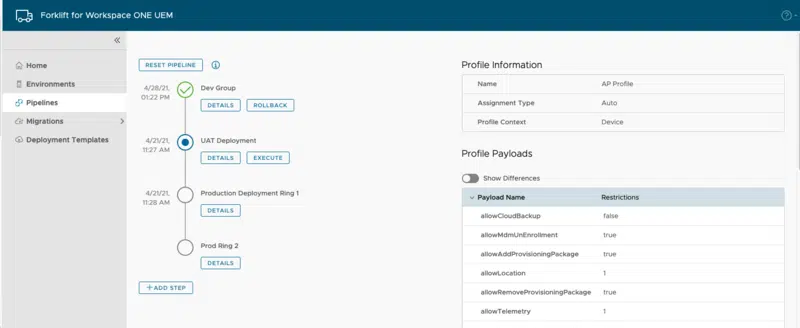 Forklift for Workspace ONE UEM
Home
Environments
Pipelines
Migrations
Deployment Templates
RESET PIPELINE
4/28/21, 01:22 PM
Dev Group
DETAILS
ROLLBACK
4/21/21, 11:27 AM
UAT Deployment
DETAILS
EXECUTE
4/21/21, 11:28 AM
Production Deployment Ring 1
DETAILS
Prod Ring 2
DETAILS
+ADD STEP
Profile Information
Name AP Profile
Assignment Type Auto
Profile Context Device
Profile Payloads
Show Differences
Payload Name Restrictions
allowCloudBackup false
allowMdmUnEnrollment true
allowAddProvisioningPackage true
allowLocation 1
allowRemoveProvisioningPackage true
allowTelemetry 1